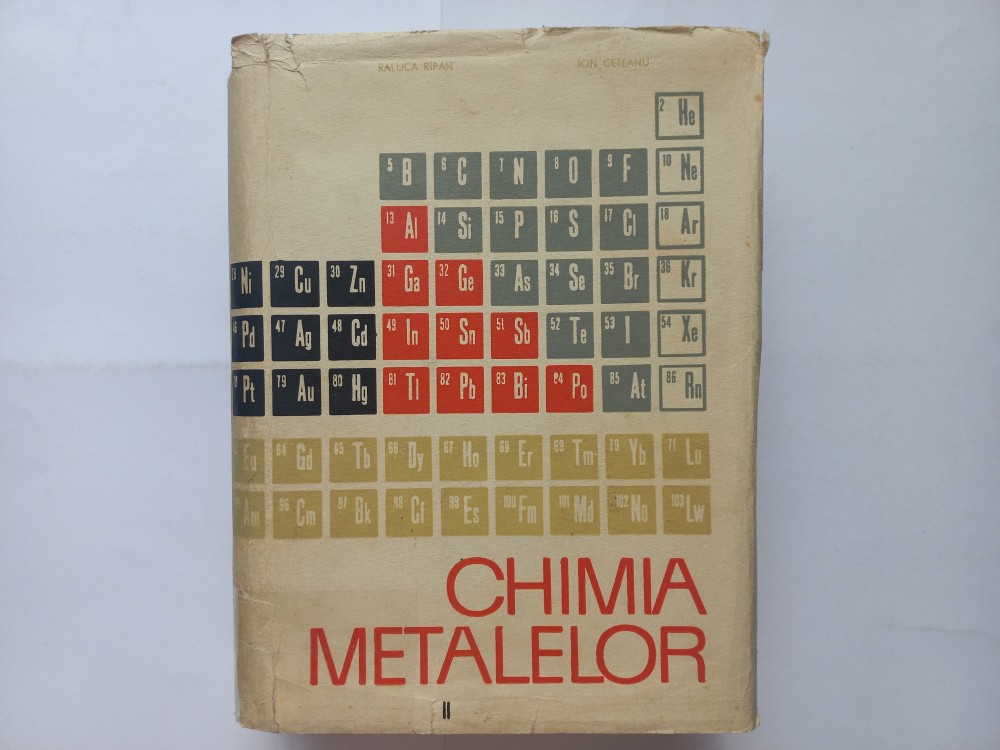 RALUCA RIPAN ION CETEANU
2 He
5 B 6 C 7 N 8 O 9 F 10 Ne
13 Al 14 Si 15 P 16 S 17 Cl 18 Ar
28 Ni 29 Cu 30 Zn 31 Ga 32 Ge 33 As 34 Se 35 Br 36 Kr
46 Pd 47 Ag 48 Cd 49 In 50 Sn 51 Sb 52 Te 53 I 54 Xe
Pt 79 Au 80 Hg 81 Tl 82 Pb 83 Bi 84 Po 85 At 86 Rn
Eu 64 Gd 65 Tb 66 Dy 67 Ho 68 Er 69 Tm 70 Yb 71 Lu
Am 96 Cm 97 Bk 98 Cf 99 Es 100 Fm 101 Md 102 No 103 Lw
CHIMIA
METALELOR
II